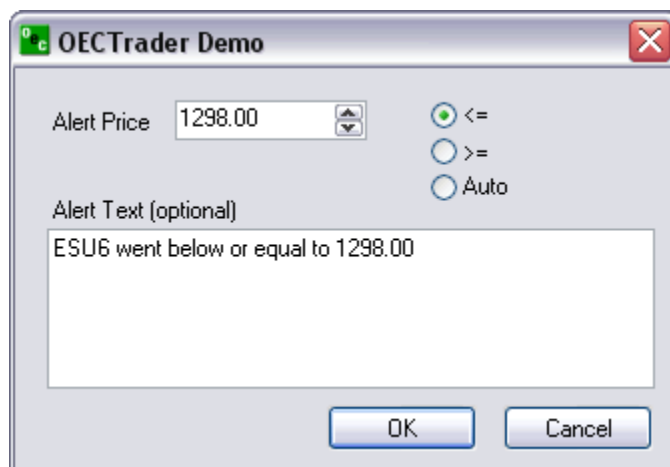 Oec OECTrader Demo
Alert Price 1298.00 <=
>=
Auto
Alert Text (optional)
ESU6 went below or equal to 1298.00
OK Cancel